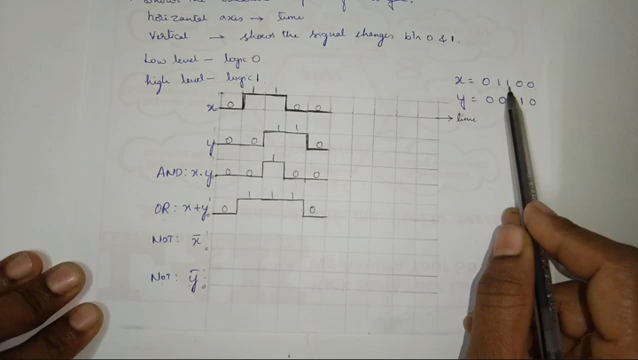 horizontal axis → time
vertical → shows the signal changes b/n 0 & 1.
Low level - logic 0
high level - logic 1
x = 0 1 1 0 0
y = 0 0 1 0
x 0 1 1 0 0
time
y 0 0 1 1 0
AND: x.y 0 0 1 0 0
OR: x+y 0 1 1 1 0
NOT: x̄
NOT: ȳ